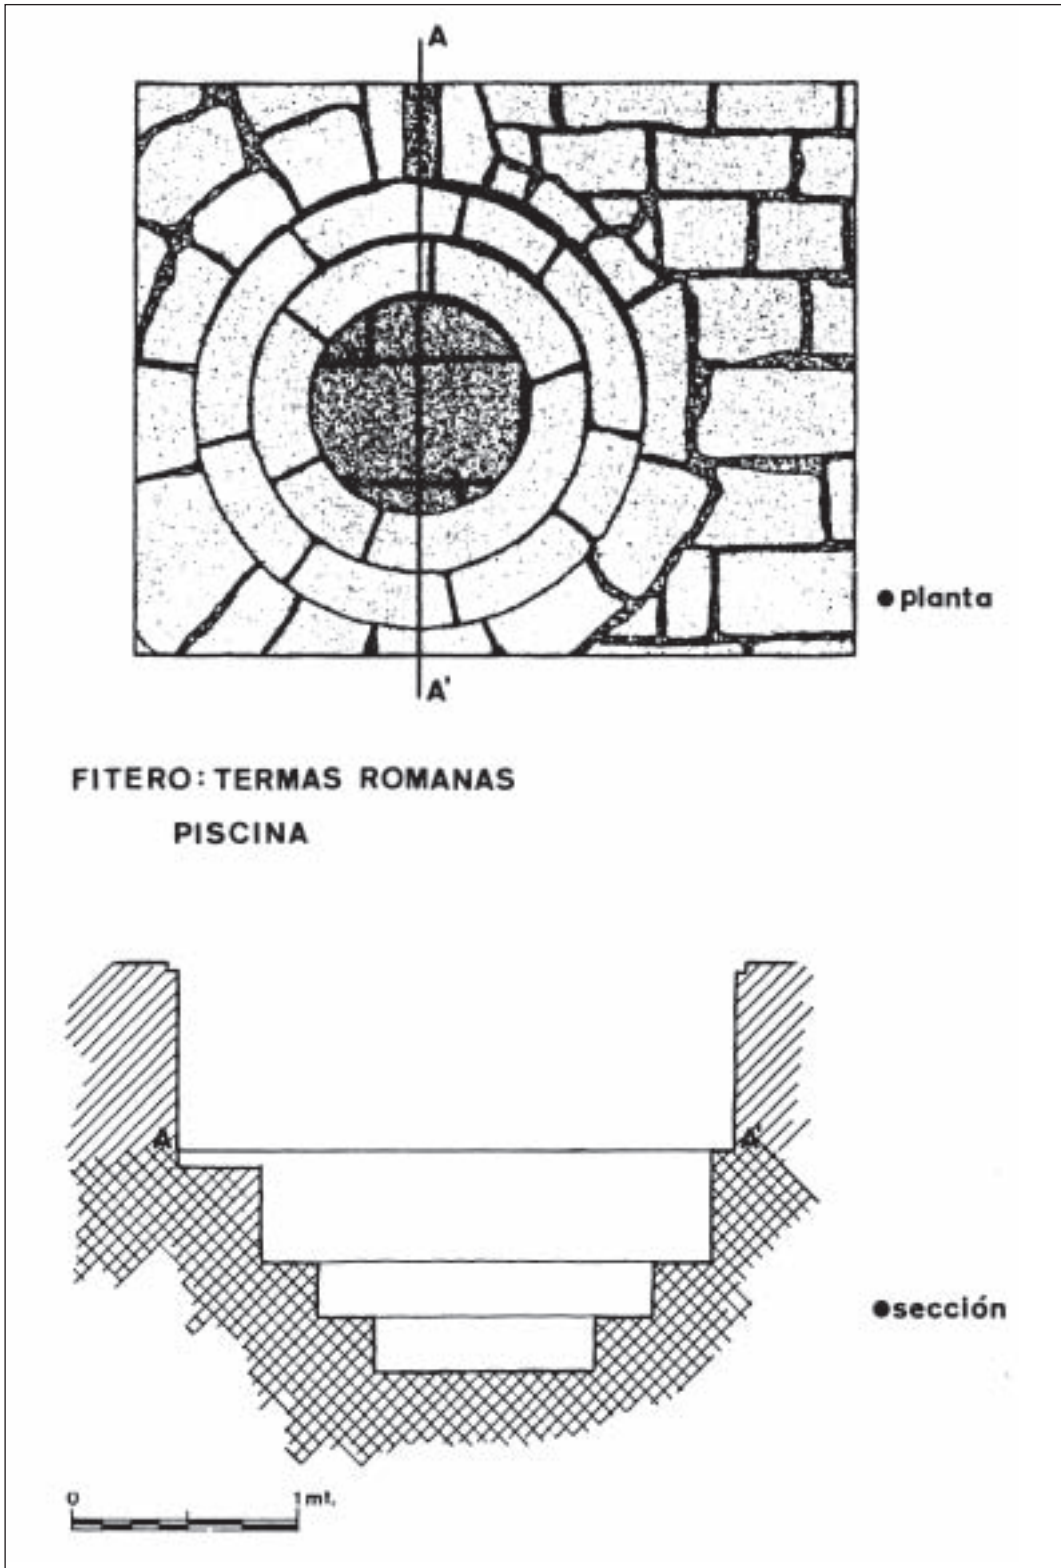 A
● planta
A'
FITERO: TERMAS ROMANAS
PISCINA
A A'
● sección
0 1 mt.